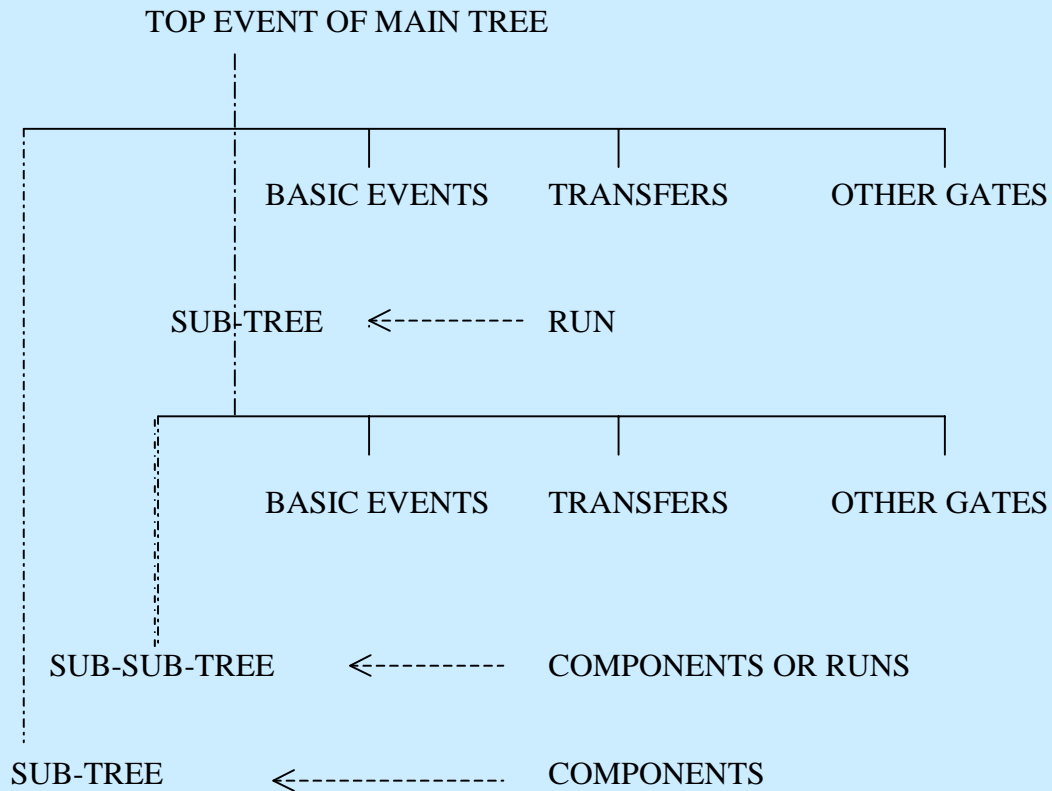 TOP EVENT OF MAIN TREE
BASIC EVENTS TRANSFERS OTHER GATES
SUB-TREE RUN
BASIC EVENTS TRANSFERS OTHER GATES
SUB-SUB-TREE COMPONENTS OR RUNS
SUB-TREE COMPONENTS